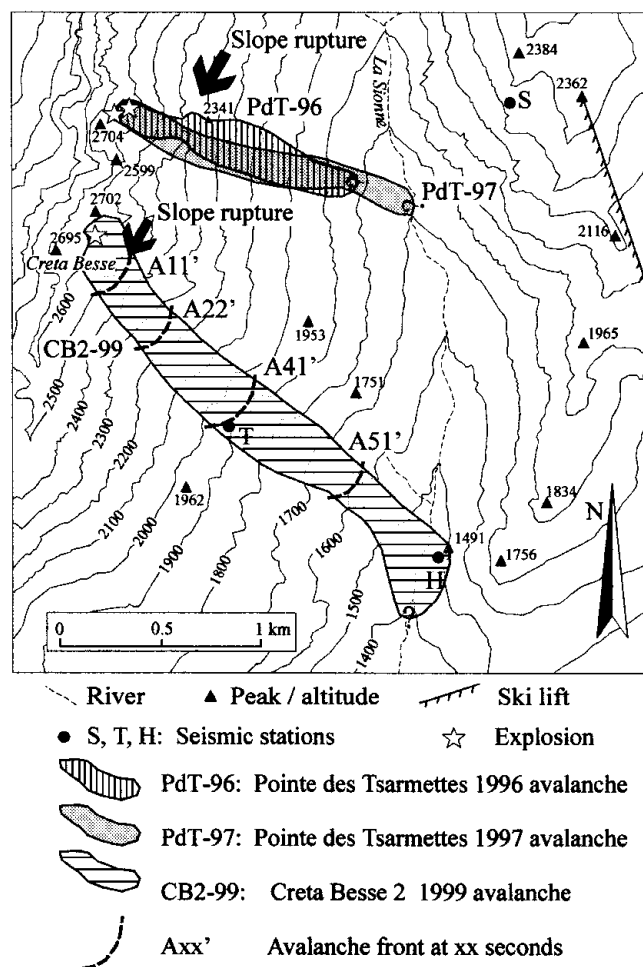 Slope rupture
2384
2362
S
2341
PdT-96
La Sionne
2704
2599
PdT-97
2702
Slope rupture
2116
2695
Creta Besse
A11'
2600
A22'
1953
1965
CB2-99
2500
A41'
1751
2400
2300
T
A51'
2200
1962
1834
2100
1700
N
2000
1600
1491
1756
1900
H
1800
0 0.5 1 km
1500
?
1400
River
Peak / altitude
Ski lift
S, T, H: Seismic stations
Explosion
PdT-96: Pointe des Tsarmettes 1996 avalanche
PdT-97: Pointe des Tsarmettes 1997 avalanche
CB2-99: Creta Besse 2 1999 avalanche
Axx' Avalanche front at xx seconds